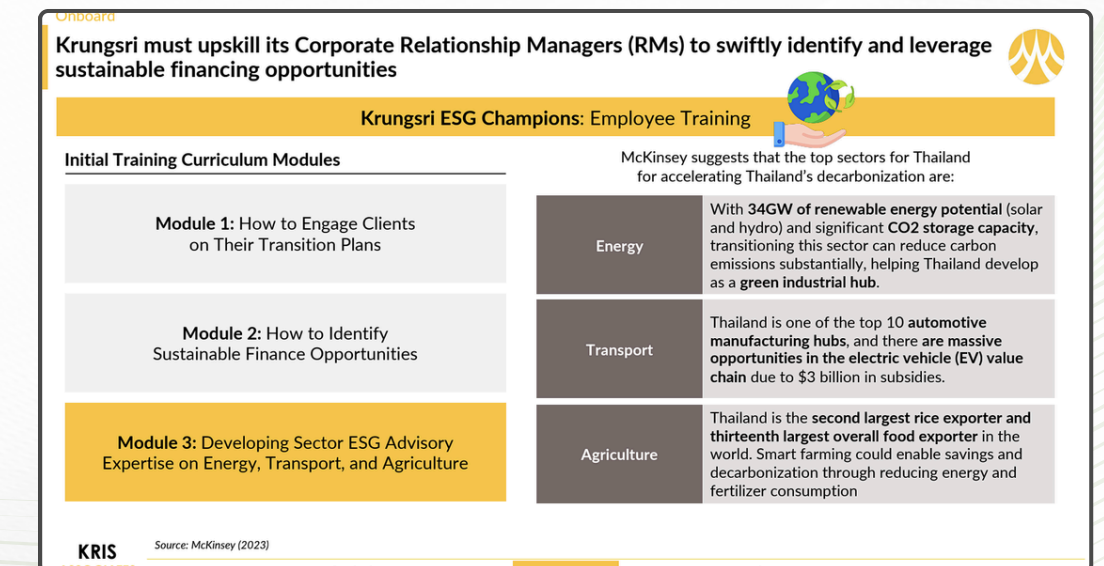 Onboard
Krungsri must upskill its Corporate Relationship Managers (RMs) to swiftly identify and leverage
sustainable financing opportunities
Krungsri ESG Champions: Employee Training
Initial Training Curriculum Modules
Module 1: How to Engage Clients
on Their Transition Plans
Module 2: How to Identify
Sustainable Finance Opportunities
Module 3: Developing Sector ESG Advisory
Expertise on Energy, Transport, and Agriculture
McKinsey suggests that the top sectors for Thailand
for accelerating Thailand's decarbonization are:
Energy
With 34GW of renewable energy potential (solar
and hydro) and significant CO2 storage capacity,
transitioning this sector can reduce carbon
emissions substantially, helping Thailand develop
as a green industrial hub.
Transport
Thailand is one of the top 10 automotive
manufacturing hubs, and there are massive
opportunities in the electric vehicle (EV) value
chain due to $3 billion in subsidies.
Agriculture
Thailand is the second largest rice exporter and
thirteenth largest overall food exporter in the
world. Smart farming could enable savings and
decarbonization through reducing energy and
fertilizer consumption
KRIS
Source: McKinsey (2023)